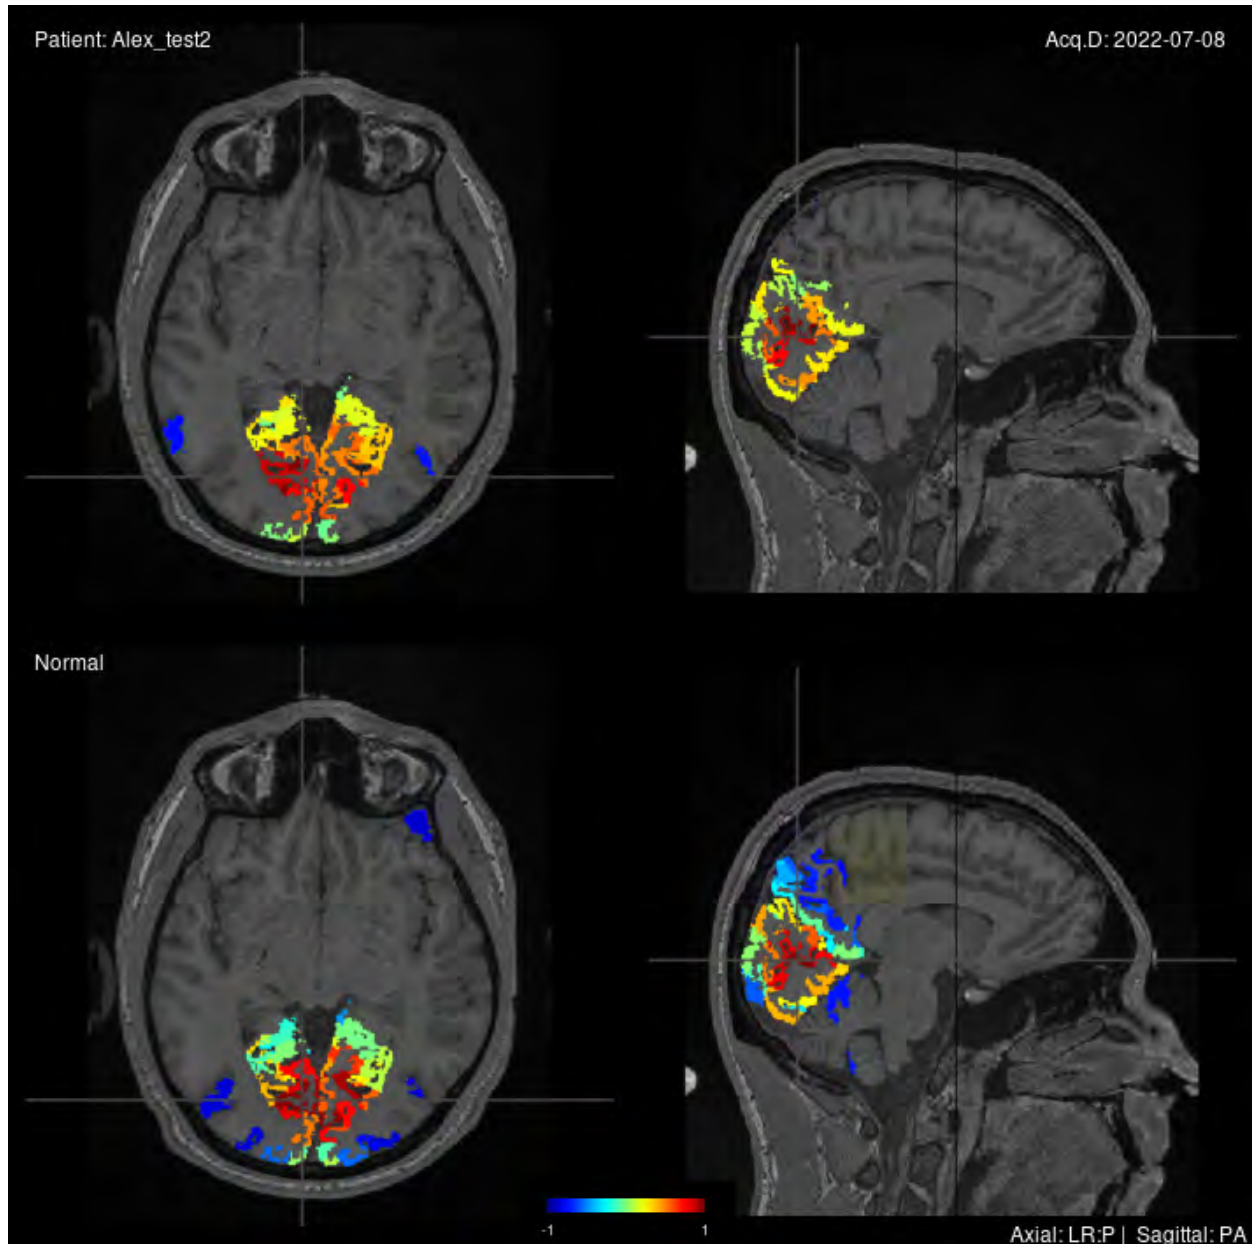 Patient: Alex_test2
Acq.D: 2022-07-08
Normal
-1
1
Axial: LR:P | Sagittal: PA